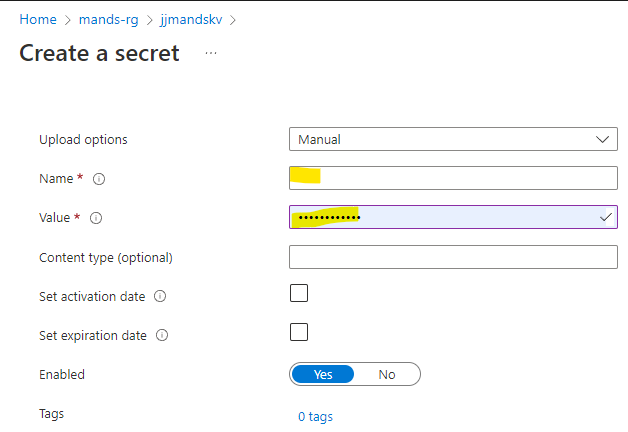 Home > mands-rg > jjmandskv >
Create a secret ...
Upload options Manual
Name *
Value * ••••••••••••
Content type (optional)
Set activation date
Set expiration date
Enabled Yes No
Tags 0 tags